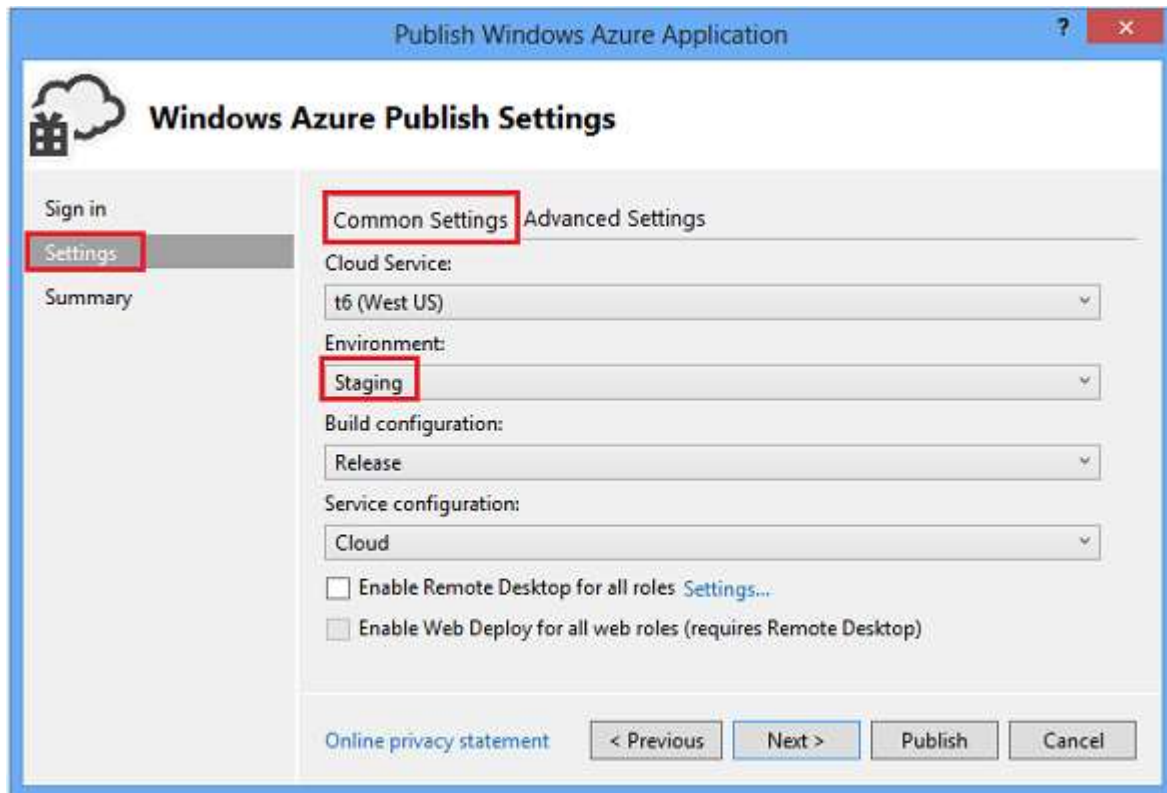 Publish Windows Azure Application
?
Windows Azure Publish Settings
Sign in
Settings
Summary
Common Settings Advanced Settings
Cloud Service:
t6 (West US)
Environment:
Staging
Build configuration:
Release
Service configuration:
Cloud
Enable Remote Desktop for all roles Settings...
Enable Web Deploy for all web roles (requires Remote Desktop)
Online privacy statement
< Previous
Next >
Publish
Cancel